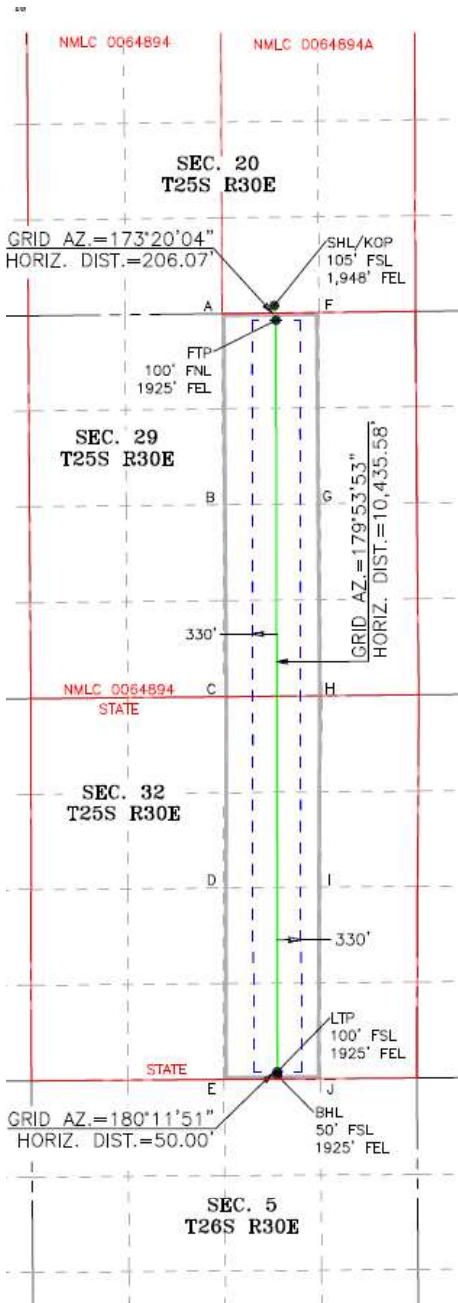 NMLC 0064894
NMLC 0064894A
SEC. 20
T25S R30E
GRID AZ.=173°20'04"
HORIZ. DIST.=206.07'
SHL/KOP
105' FSL
1,948' FEL
A
F
FTP
100' FNL
1925' FEL
SEC. 29
T25S R30E
B
G
GRID AZ.=179°53'53"
HORIZ. DIST.=10,435.58'
330'
NMLC 0064894
C
H
STATE
SEC. 32
T25S R30E
D
I
330'
LTP
100' FSL
1925' FEL
STATE
E
J
GRID AZ.=180°11'51"
HORIZ. DIST.=50.00'
BHL
50' FSL
1925' FEL
SEC. 5
T26S R30E